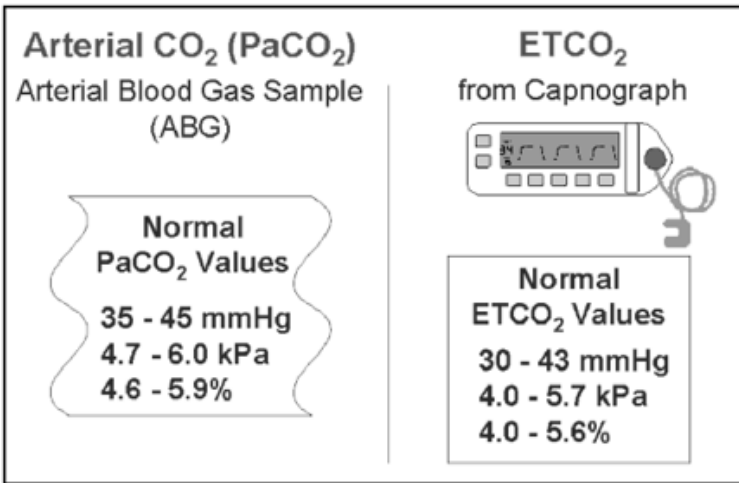 Arterial CO₂ (PaCO₂)
Arterial Blood Gas Sample
(ABG)
Normal
PaCO₂ Values
35 - 45 mmHg
4.7 - 6.0 kPa
4.6 - 5.9%
ETCO₂
from Capnograph
Normal
ETCO₂ Values
30 - 43 mmHg
4.0 - 5.7 kPa
4.0 - 5.6%